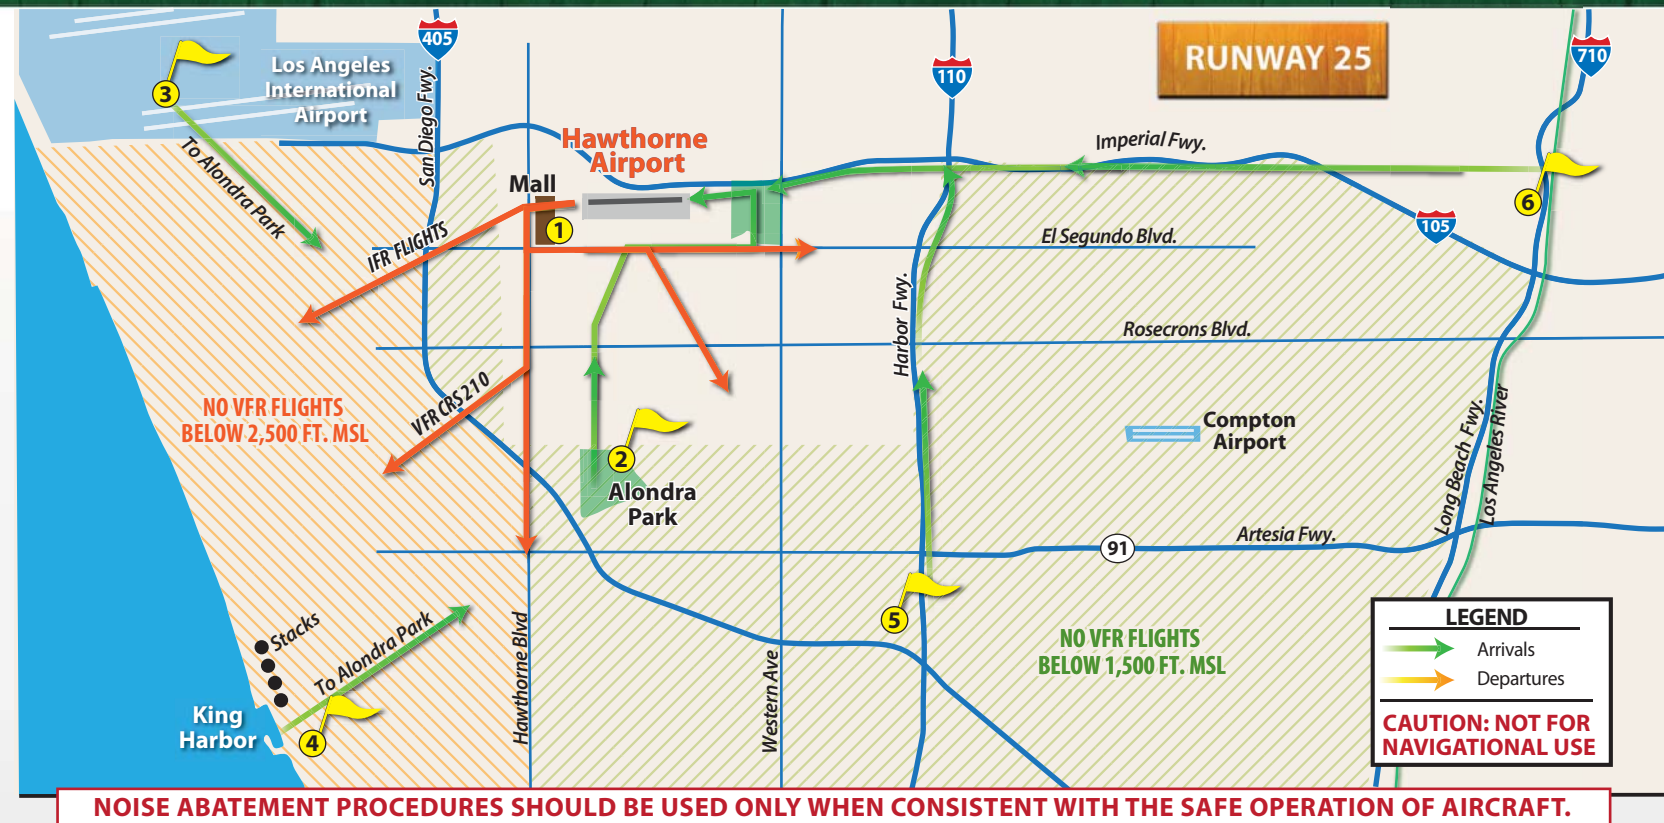 405
110
RUNWAY 25
710
3
Los Angeles
International
Airport
San Diego Fwy.
Hawthorne
Airport
Imperial Fwy.
To Alondra Park
Mall
1
6
105
IFR FLIGHTS
El Segundo Blvd.
Harbor Fwy.
Rosecrons Blvd.
NO VFR FLIGHTS
BELOW 2,500 FT. MSL
VFR CRS210
2
Alondra
Park
Compton
Airport
Long Beach Fwy.
Los Angeles River
91
Artesia Fwy.
5
Stacks
To Alondra Park
King
Harbor
4
Hawthorne Blvd
Western Ave
NO VFR FLIGHTS
BELOW 1,500 FT. MSL
LEGEND
Arrivals
Departures
CAUTION: NOT FOR
NAVIGATIONAL USE
NOISE ABATEMENT PROCEDURES SHOULD BE USED ONLY WHEN CONSISTENT WITH THE SAFE OPERATION OF AIRCRAFT.